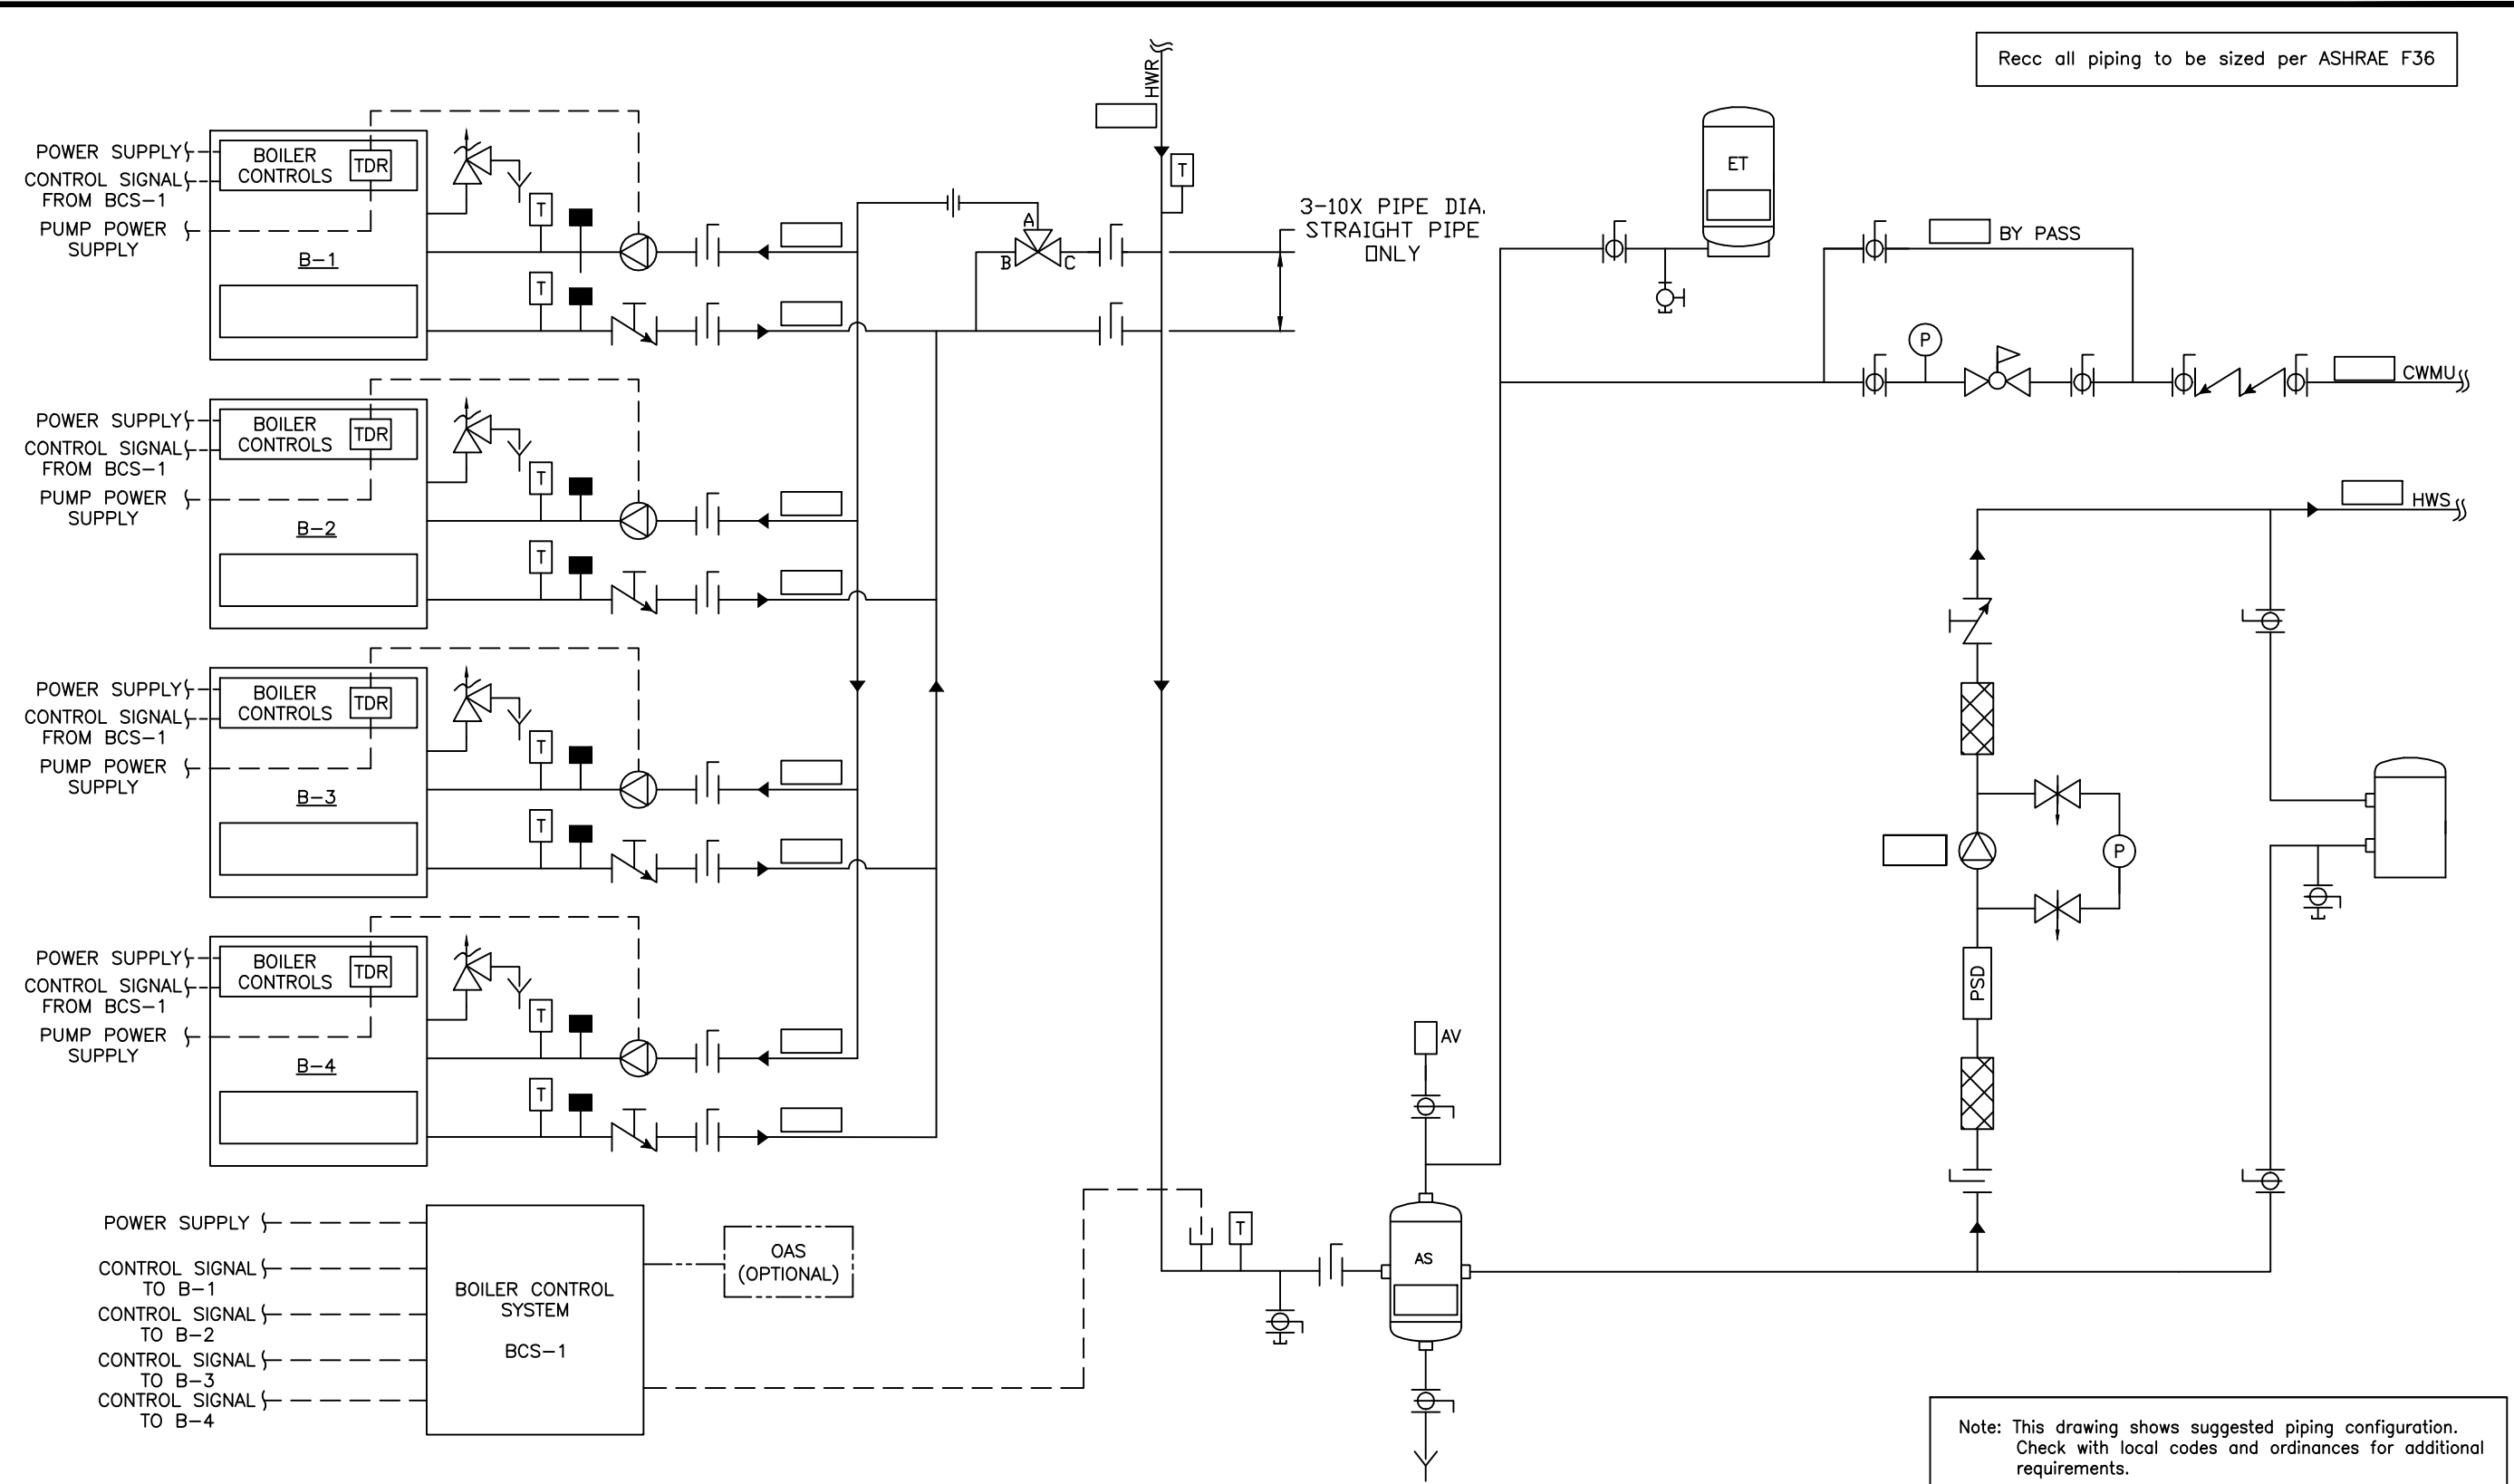 Recc all piping to be sized per ASHRAE F36
HWR
T
3-10X PIPE DIA.
STRAIGHT PIPE
ONLY
A
B
C
POWER SUPPLY
CONTROL SIGNAL
FROM BCS-1
PUMP POWER
SUPPLY
BOILER
CONTROLS
TDR
B-1
T
T
POWER SUPPLY
CONTROL SIGNAL
FROM BCS-1
PUMP POWER
SUPPLY
BOILER
CONTROLS
TDR
B-2
T
T
POWER SUPPLY
CONTROL SIGNAL
FROM BCS-1
PUMP POWER
SUPPLY
BOILER
CONTROLS
TDR
B-3
T
T
POWER SUPPLY
CONTROL SIGNAL
FROM BCS-1
PUMP POWER
SUPPLY
BOILER
CONTROLS
TDR
B-4
T
T
POWER SUPPLY
CONTROL SIGNAL
TO B-1
CONTROL SIGNAL
TO B-2
CONTROL SIGNAL
TO B-3
CONTROL SIGNAL
TO B-4
BOILER CONTROL
SYSTEM
BCS-1
OAS
(OPTIONAL)
T
AV
AS
ET
BY PASS
P
CWMU
HWS
P
PSD
Note: This drawing shows suggested piping configuration.
Check with local codes and ordinances for additional
requirements.